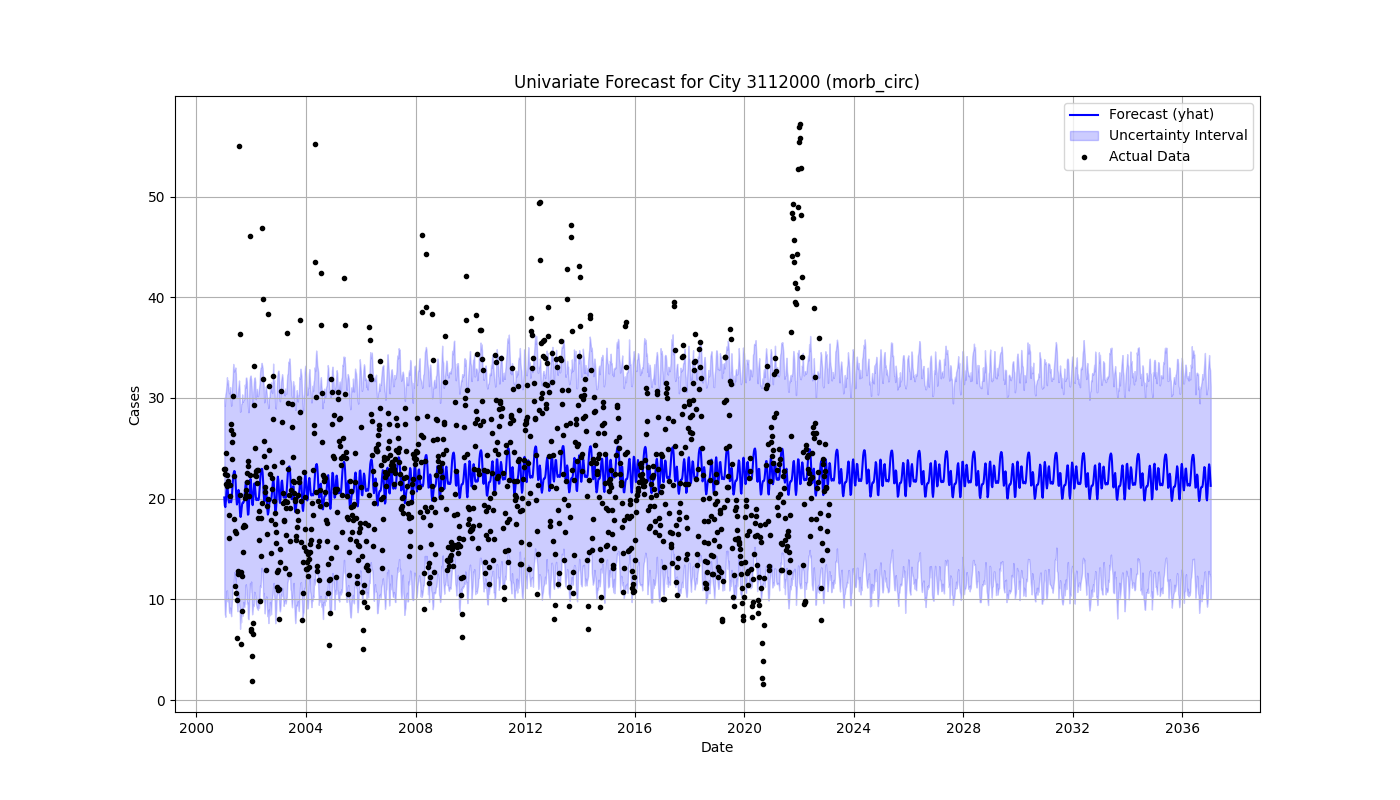 Univariate Forecast for City 3112000 (morb_circ)
Forecast (yhat)
Uncertainty Interval
Actual Data
Cases
50
40
30
20
10
0
2000 2004 2008 2012 2016 2020 2024 2028 2032 2036
Date